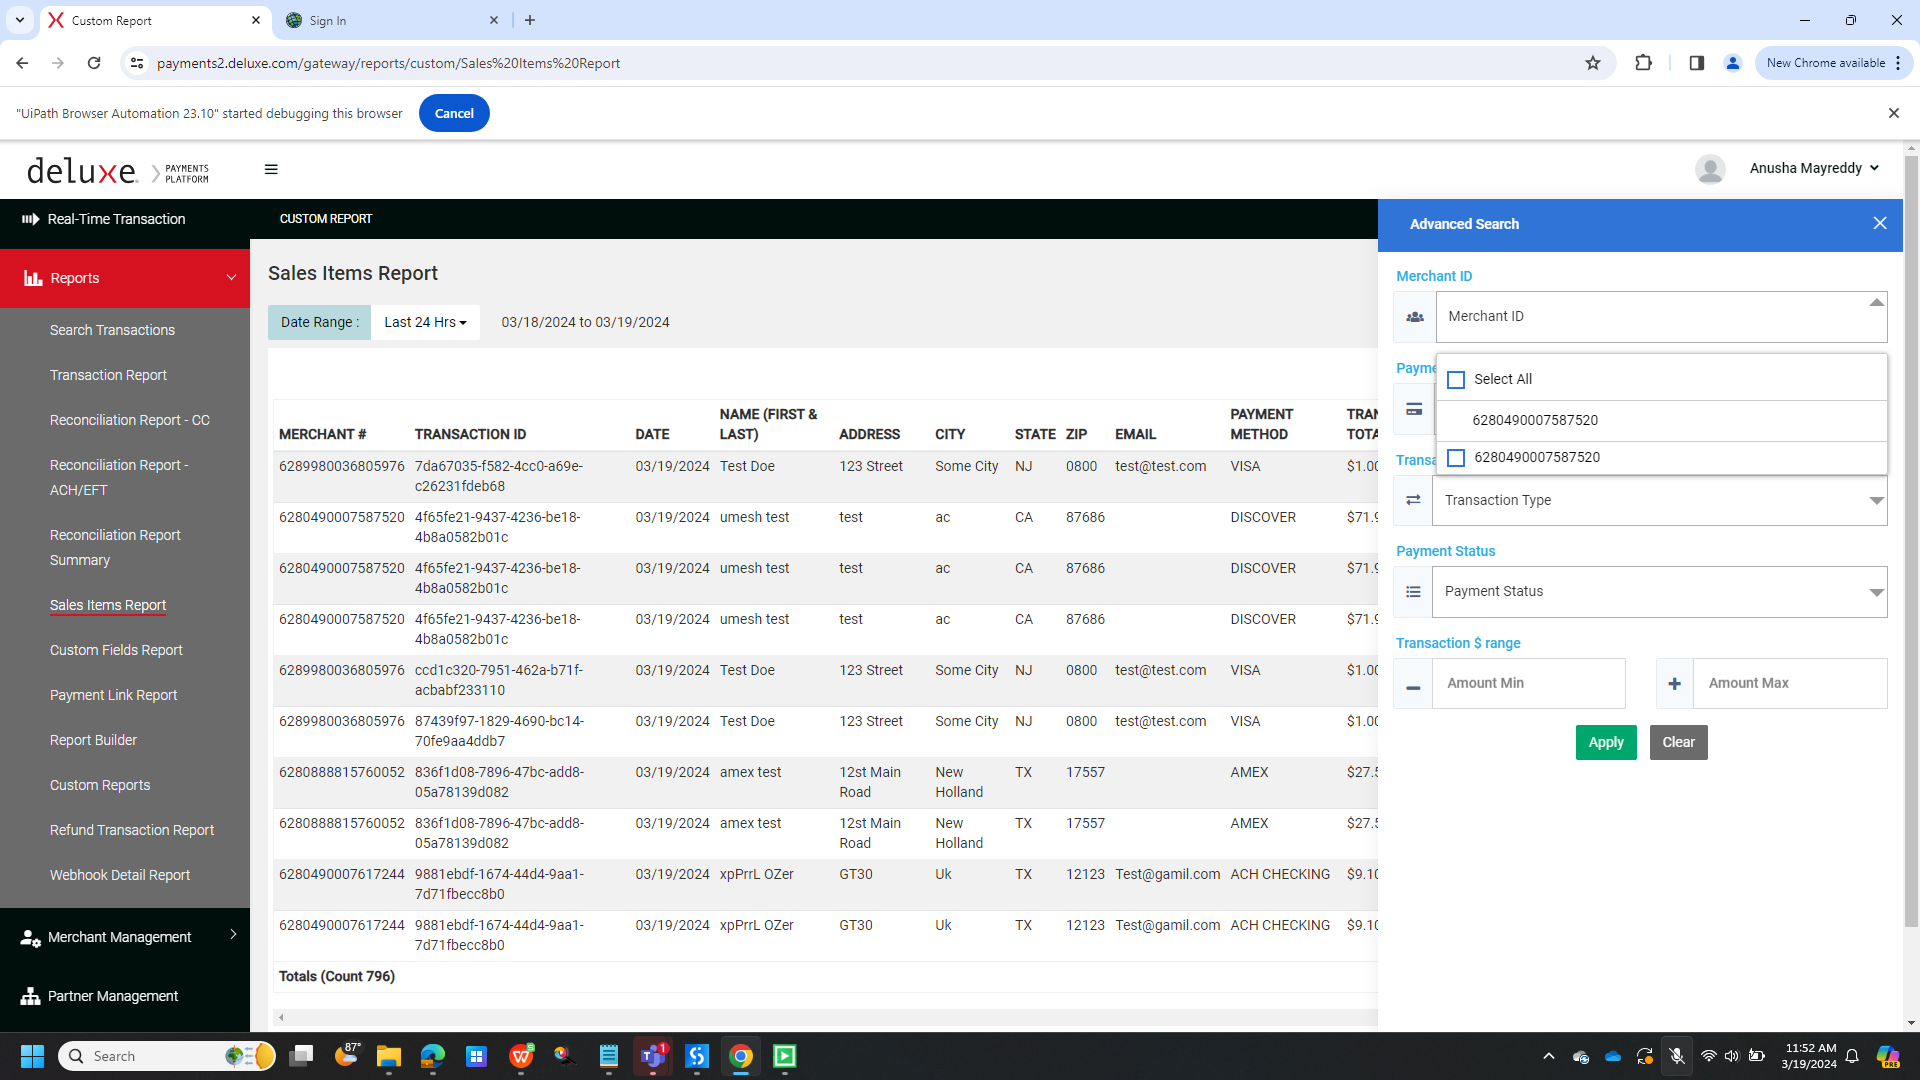 Custom Report
Sign In
payments2.deluxe.com/gateway/reports/custom/Sales%20Items%20Report
New Chrome available
"UiPath Browser Automation 23.10" started debugging this browser
Cancel
deluxe. PAYMENTS PLATFORM
Anusha Mayreddy
Real-Time Transaction
Reports
Search Transactions
Transaction Report
Reconciliation Report - CC
Reconciliation Report -
ACH/EFT
Reconciliation Report
Summary
Sales Items Report
Custom Fields Report
Payment Link Report
Report Builder
Custom Reports
Refund Transaction Report
Webhook Detail Report
Merchant Management
Partner Management
CUSTOM REPORT
Sales Items Report
Date Range : Last 24 Hrs 03/18/2024 to 03/19/2024
NAME (FIRST & PAYMENT TRAN
MERCHANT # TRANSACTION ID DATE LAST) ADDRESS CITY STATE ZIP EMAIL METHOD TOTA
6289980036805976 7da67035-f582-4cc0-a69e- 03/19/2024 Test Doe 123 Street Some City NJ 0800 test@test.com VISA $1.00
c26231fdeb68
6280490007587520 4f65fe21-9437-4236-be18- 03/19/2024 umesh test test ac CA 87686 DISCOVER $71.9
4b8a0582b01c
6280490007587520 4f65fe21-9437-4236-be18- 03/19/2024 umesh test test ac CA 87686 DISCOVER $71.9
4b8a0582b01c
6280490007587520 4f65fe21-9437-4236-be18- 03/19/2024 umesh test test ac CA 87686 DISCOVER $71.9
4b8a0582b01c
6289980036805976 ccd1c320-7951-462a-b71f- 03/19/2024 Test Doe 123 Street Some City NJ 0800 test@test.com VISA $1.00
acbabf233110
6289980036805976 87439f97-1829-4690-bc14- 03/19/2024 Test Doe 123 Street Some City NJ 0800 test@test.com VISA $1.00
70fe9aa4ddb7
6280888815760052 836f1d08-7896-47bc-add8- 03/19/2024 amex test 12st Main New TX 17557 AMEX $27.5
05a78139d082 Road Holland
6280888815760052 836f1d08-7896-47bc-add8- 03/19/2024 amex test 12st Main New TX 17557 AMEX $27.5
05a78139d082 Road Holland
6280490007617244 9881ebdf-1674-44d4-9aa1- 03/19/2024 xpPrrL OZer GT30 Uk TX 12123 Test@gamil.com ACH CHECKING $9.10
7d71fbecc8b0
6280490007617244 9881ebdf-1674-44d4-9aa1- 03/19/2024 xpPrrL OZer GT30 Uk TX 12123 Test@gamil.com ACH CHECKING $9.10
7d71fbecc8b0
Totals (Count 796)
Advanced Search
Merchant ID
Merchant ID
Payme
Select All
6280490007587520
6280490007587520
Transa
Transaction Type
Payment Status
Payment Status
Transaction $ range
Amount Min Amount Max
Apply Clear
Search
87°
1
11:52 AM
3/19/2024
PRE